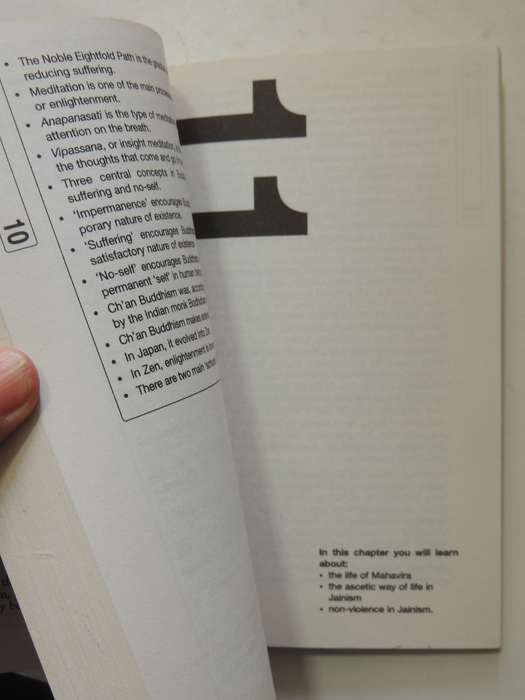 • The Noble Eightfold Path is the
reducing suffering.
• Meditation is one of the main
or enlightenment.
• Anapanasati is the type of
attention on the breath.
• Vipassana, or insight
the thoughts that come and go
• Three central concepts in
suffering and no-self.
• ‘Impermanence’ encourages
porary nature of existence.
• ‘Suffering’ encourages
satisfactory nature of
• ‘No-self’ encourages
permanent ‘self’ in human
• Ch’an Buddhism was
by the Indian monk
• Ch’an Buddhism makes
• In Japan, it evolved into
• In Zen, enlightenment is
• There are two main
10
11
In this chapter you will learn
about:
• the life of Mahavira
• the ascetic way of life in
Jainism
• non-violence in Jainism.